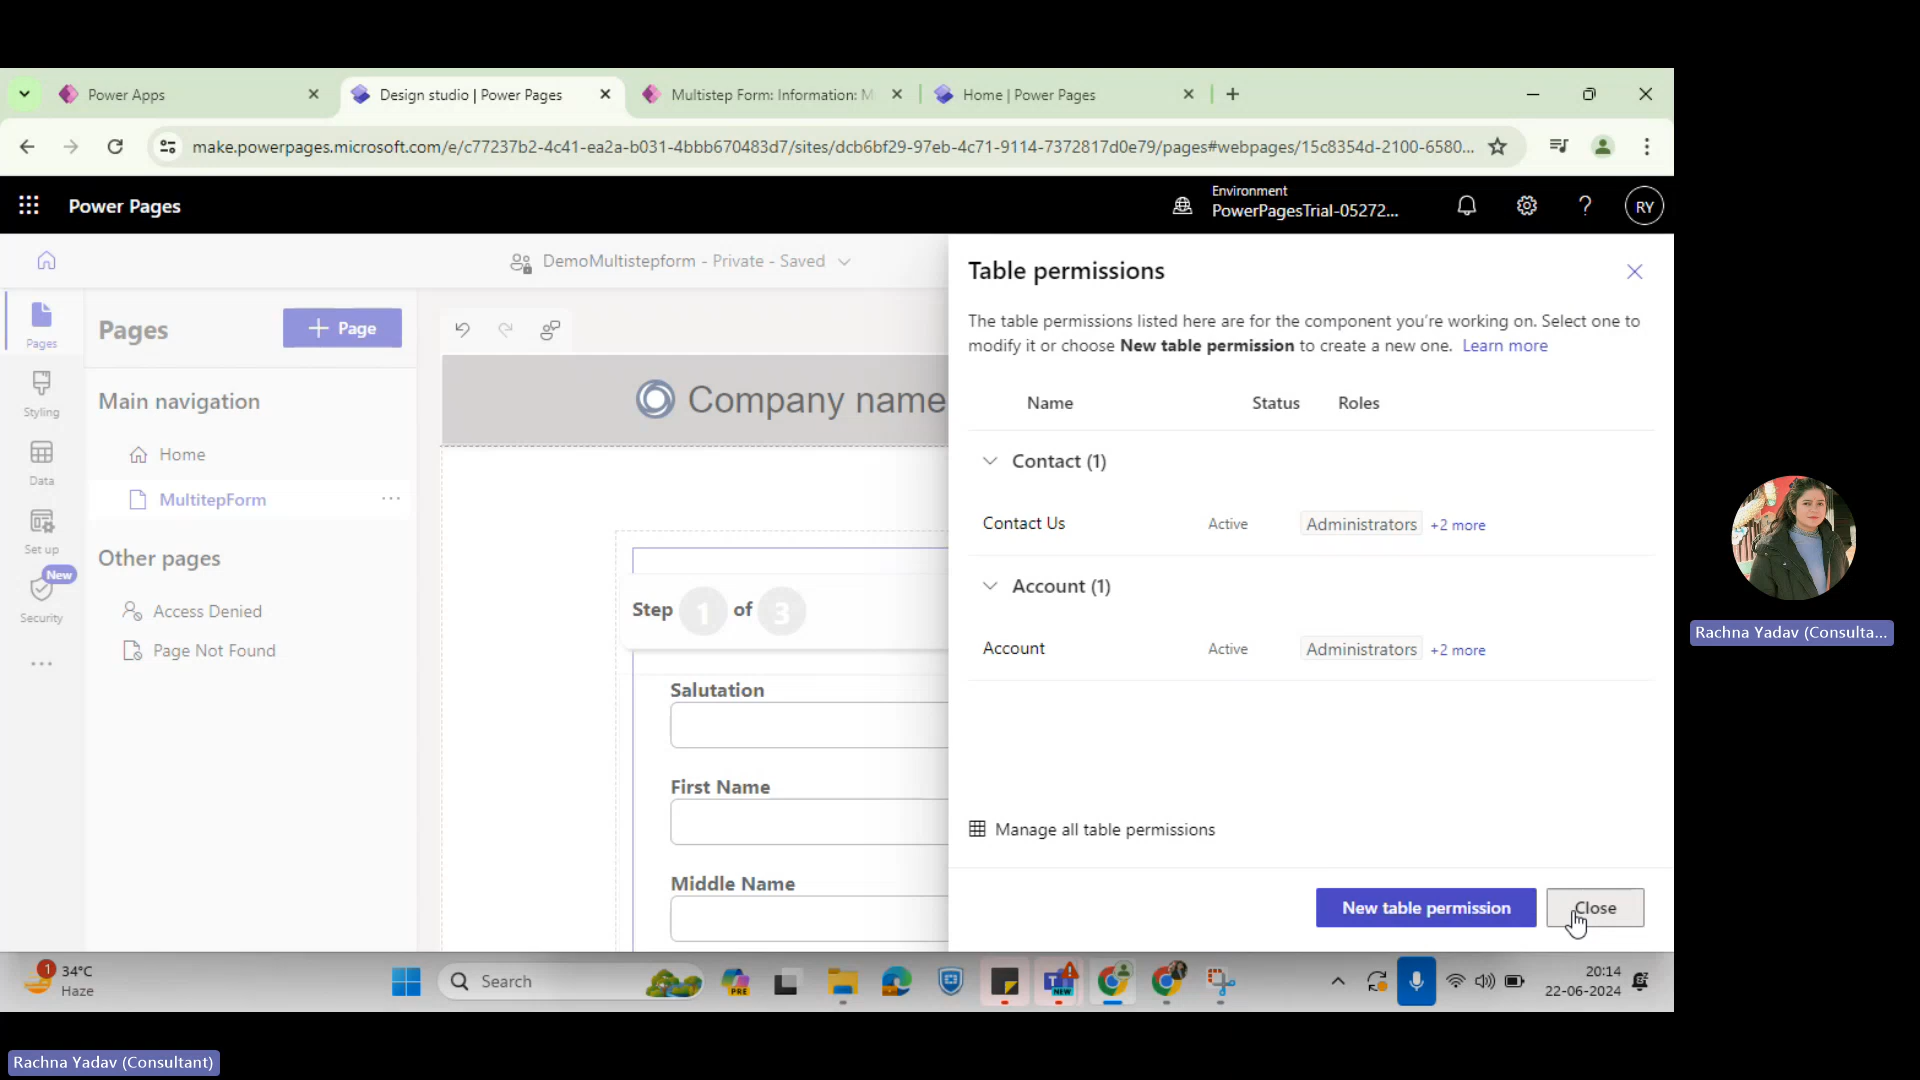 Power Apps
Design studio | Power Pages
Multistep Form: Information: M
Home | Power Pages
make.powerpages.microsoft.com/e/c77237b2-4c41-ea2a-b031-4bbb670483d7/sites/dcb6bf29-97eb-4c71-9114-7372817d0e79/pages#webpages/15c8354d-2100-6580...
Power Pages
Environment
PowerPagesTrial-05272...
RY
DemoMultistepform - Private - Saved
Pages
Styling
Data
Set up
New
Security
Pages
+ Page
Main navigation
Home
MultitepForm
Other pages
Access Denied
Page Not Found
Company name
Step 1 of 3
Salutation
First Name
Middle Name
Table permissions
The table permissions listed here are for the component you're working on. Select one to
modify it or choose New table permission to create a new one. Learn more
Name Status Roles
Contact (1)
Contact Us Active Administrators +2 more
Account (1)
Account Active Administrators +2 more
Manage all table permissions
New table permission
Close
Rachna Yadav (Consulta...
1
34°C
Haze
Search
PRE
NEW
20:14
22-06-2024
Rachna Yadav (Consultant)